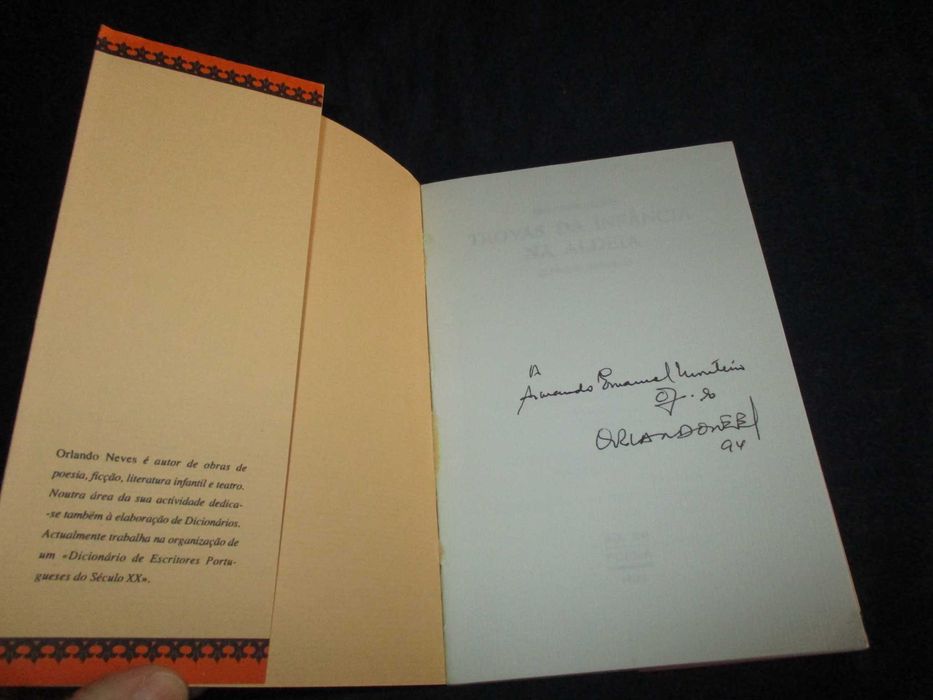 Orlando Neves é autor de obras de
poesia, ficção, literatura infantil e teatro.
Noutra área da sua actividade dedica-
-se também à elaboração de Dicionários.
Actualmente trabalha na organização de
um «Dicionário de Escritores Portu-
gueses do Século XX».
TROVAS DA INFÂNCIA
NA ALDEIA
A
Armando Emanuel Monteiro
ORLANDO NEVES
94